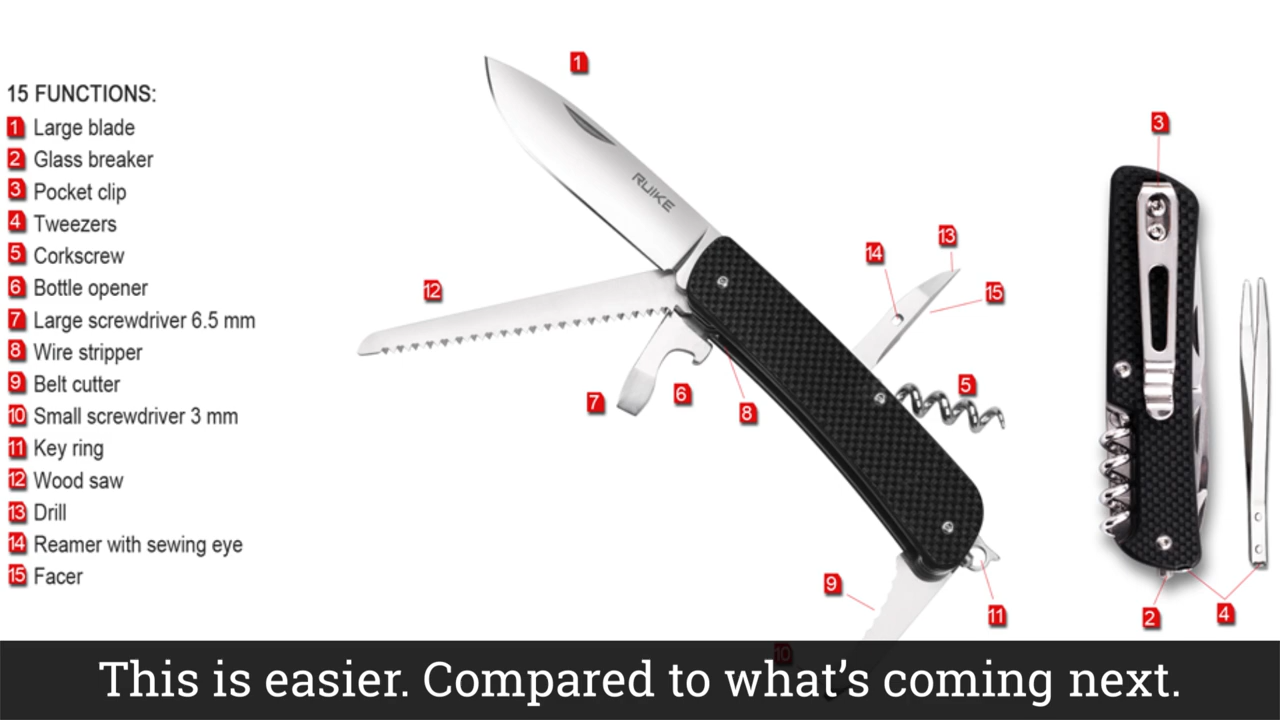 15 FUNCTIONS:
1 Large blade
2 Glass breaker
3 Pocket clip
4 Tweezers
5 Corkscrew
6 Bottle opener
7 Large screwdriver 6.5 mm
8 Wire stripper
9 Belt cutter
10 Small screwdriver 3 mm
11 Key ring
12 Wood saw
13 Drill
14 Reamer with sewing eye
15 Facer
1
RUIKE
12
7
6
8
14
13
15
5
9
10
11
3
2
4
This is easier. Compared to what's coming next.